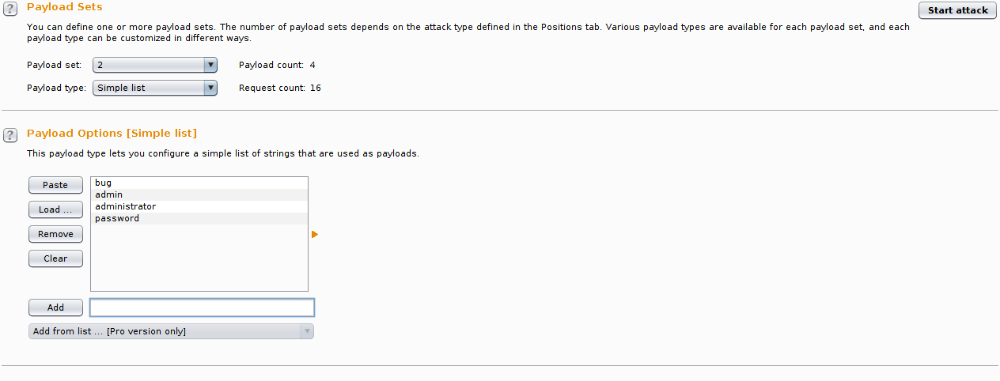 ? Payload Sets Start attack
You can define one or more payload sets. The number of payload sets depends on the attack type defined in the Positions tab. Various payload types are available for each payload set, and each
payload type can be customized in different ways.
Payload set: 2 Payload count: 4
Payload type: Simple list Request count: 16
? Payload Options [Simple list]
This payload type lets you configure a simple list of strings that are used as payloads.
Paste
Load ...
Remove
Clear
bug
admin
administrator
password
Add
Add from list ... [Pro version only]